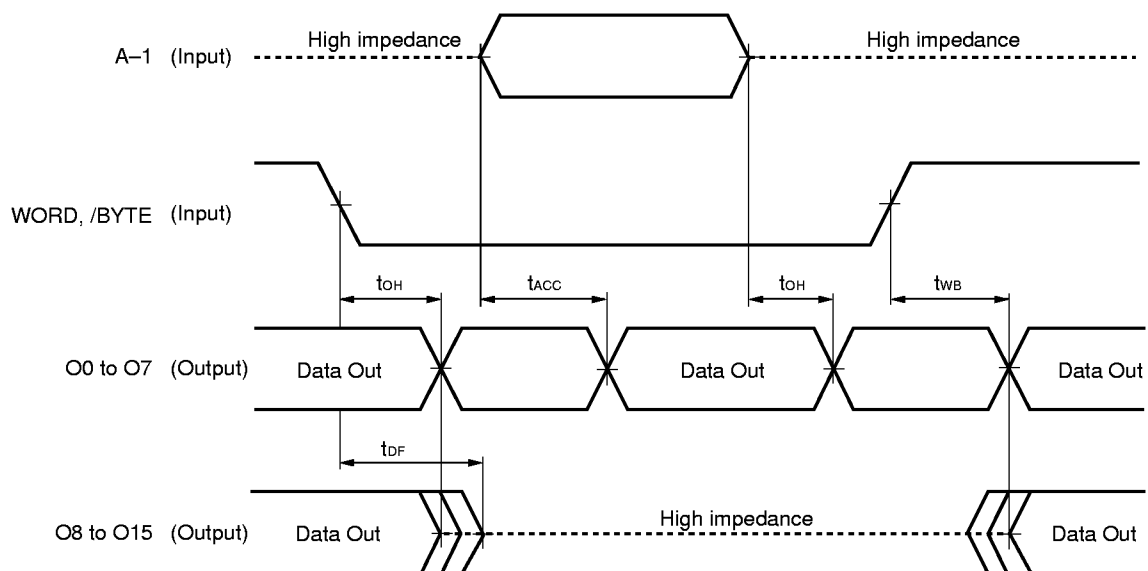 High impedance
High impedance
A–1 (Input)
WORD, /BYTE (Input)
tOH
tACC
tOH
tWB
O0 to O7 (Output)
Data Out
Data Out
Data Out
tDF
O8 to O15 (Output)
Data Out
High impedance
Data Out